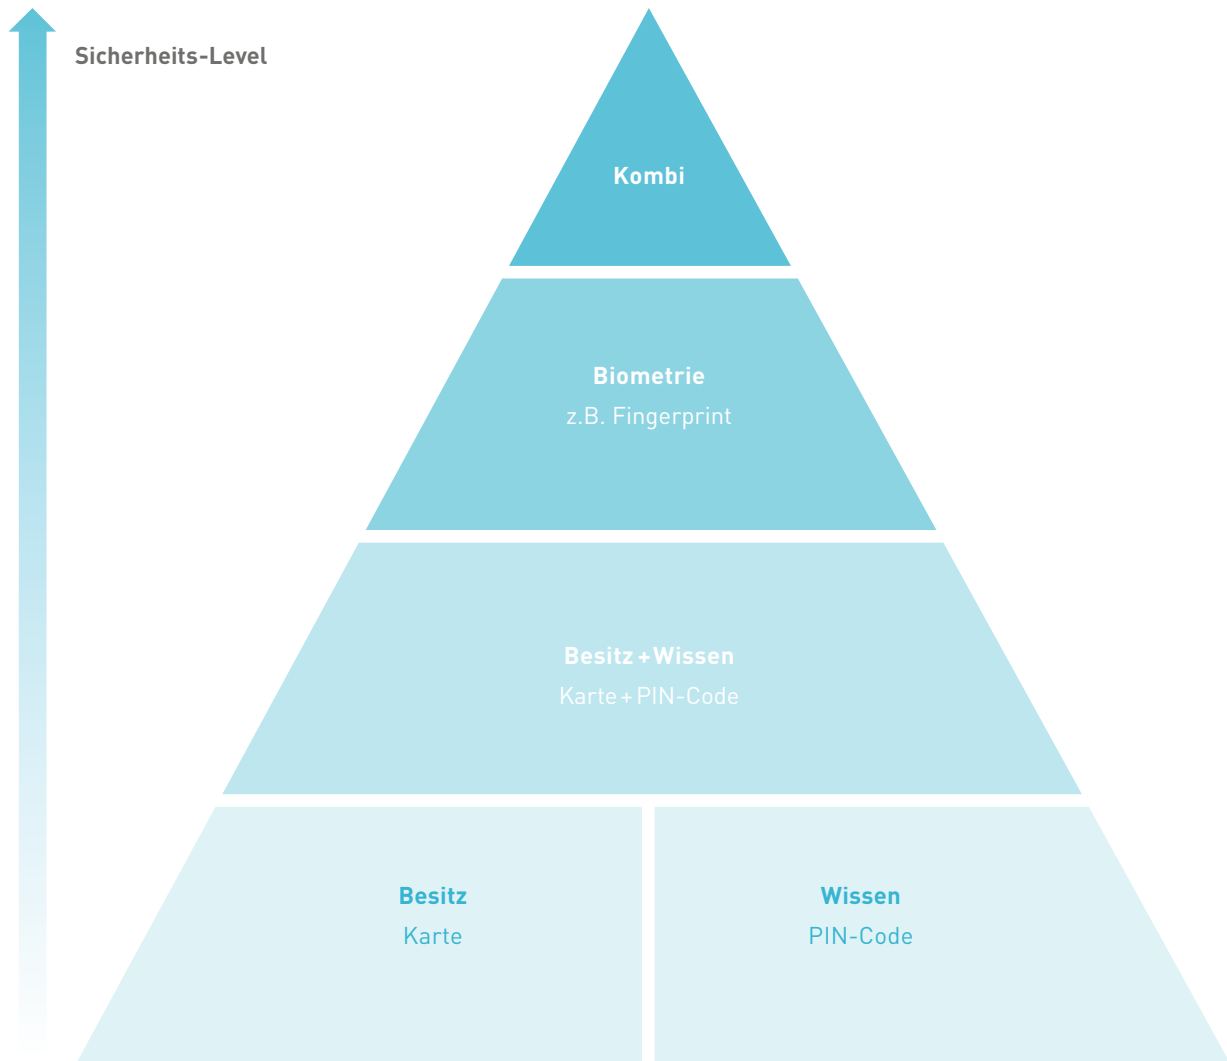 Sicherheits-Level
Kombi
Biometrie
z.B. Fingerprint
Besitz+Wissen
Karte+PIN-Code
Besitz
Karte
Wissen
PIN-Code